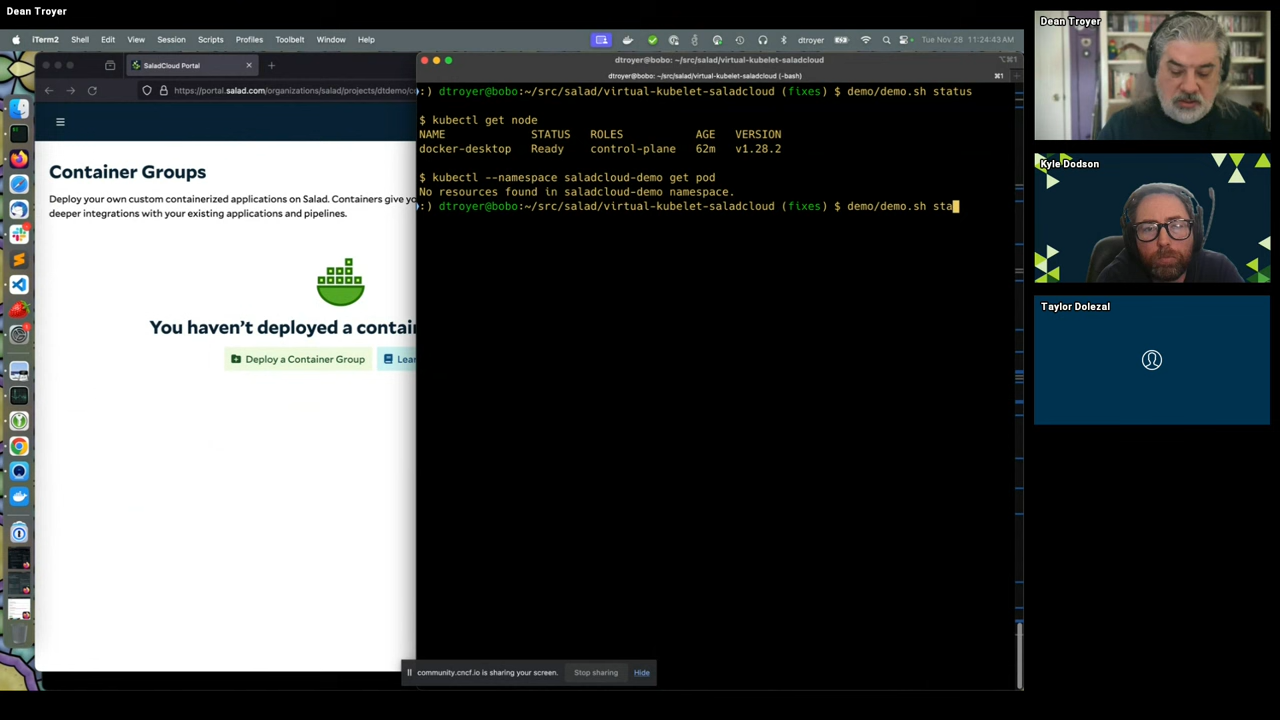 Dean Troyer
iTerm2 Shell Edit View Session Scripts Profiles Toolbelt Window Help
dtroyer
Tue Nov 28 11:24:43 AM
SaladCloud Portal
https://portal.salad.com/organizations/salad/projects/dtdemo/co
Container Groups
Deploy your own custom containerized applications on Salad. Containers give you
deeper integrations with your existing applications and pipelines.
You haven't deployed a contain
Deploy a Container Group
Lear
dtroyer@bobo: ~/src/salad/virtual-kubelet-saladcloud
⌥⌘1
dtroyer@bobo: ~/src/salad/virtual-kubelet-saladcloud (-bash)
⌘1
:) dtroyer@bobo:~/src/salad/virtual-kubelet-saladcloud (fixes) $ demo/demo.sh status
$ kubectl get node
NAME STATUS ROLES AGE VERSION
docker-desktop Ready control-plane 62m v1.28.2
$ kubectl --namespace saladcloud-demo get pod
No resources found in saladcloud-demo namespace.
:) dtroyer@bobo:~/src/salad/virtual-kubelet-saladcloud (fixes) $ demo/demo.sh sta
community.cncf.io is sharing your screen.
Stop sharing
Hide
Dean Troyer
Kyle Dodson
Taylor Dolezal